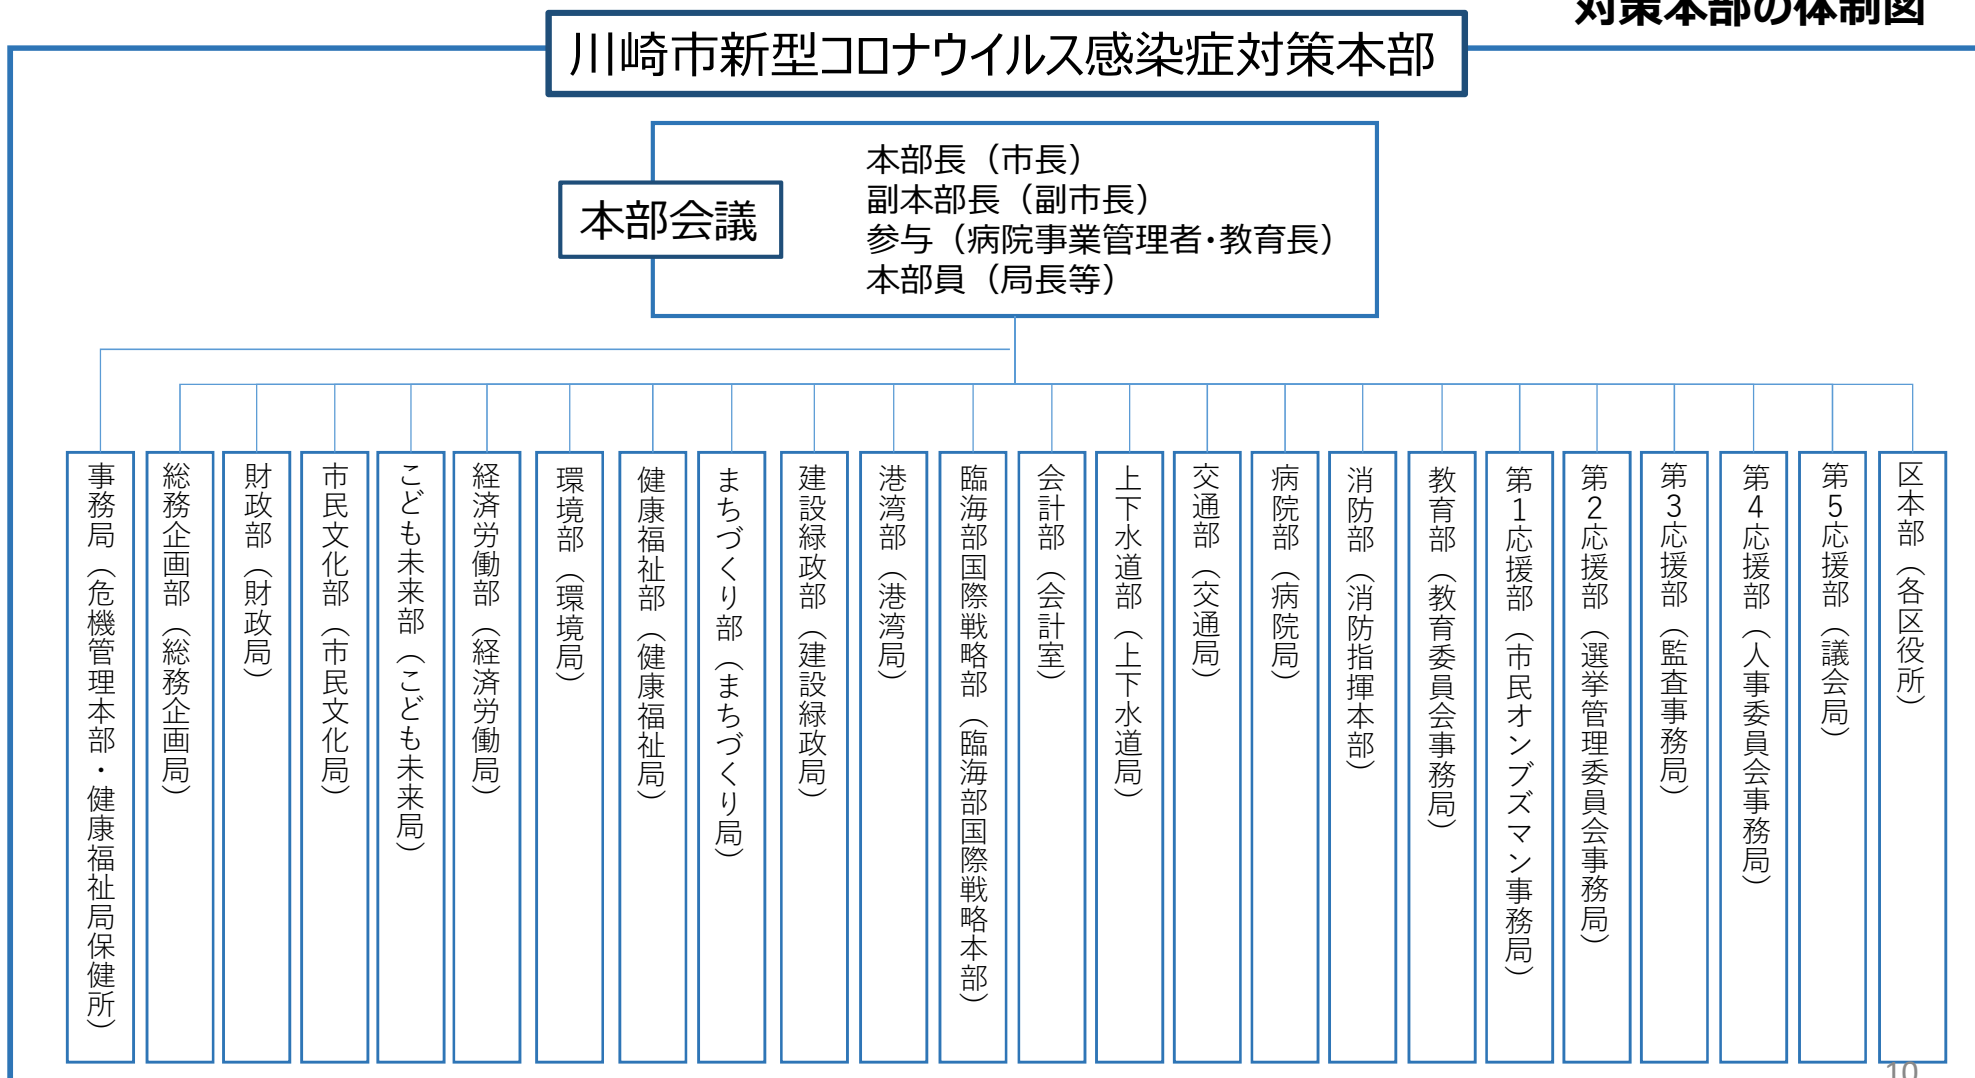 対策本部の体制図
川崎市新型コロナウイルス感染症対策本部
本部会議
本部長（市長）
副本部長（副市長）
参与（病院事業管理者・教育長）
本部員（局長等）
事務局（危機管理本部・健康福祉局保健所）
総務企画部（総務企画局）
財政部（財政局）
市民文化部（市民文化局）
こども未来部（こども未来局）
経済労働部（経済労働局）
環境部（環境局）
健康福祉部（健康福祉局）
まちづくり部（まちづくり局）
建設緑政部（建設緑政局）
港湾部（港湾局）
臨海部国際戦略部（臨海部国際戦略本部）
会計部（会計室）
上下水道部（上下水道局）
交通部（交通局）
病院部（病院局）
消防部（消防指揮本部）
教育部（教育委員会事務局）
第1応援部（市民オンブズマン事務局）
第2応援部（選挙管理委員会事務局）
第3応援部（監査事務局）
第4応援部（人事委員会事務局）
第5応援部（議会局）
区本部（各区役所）
10